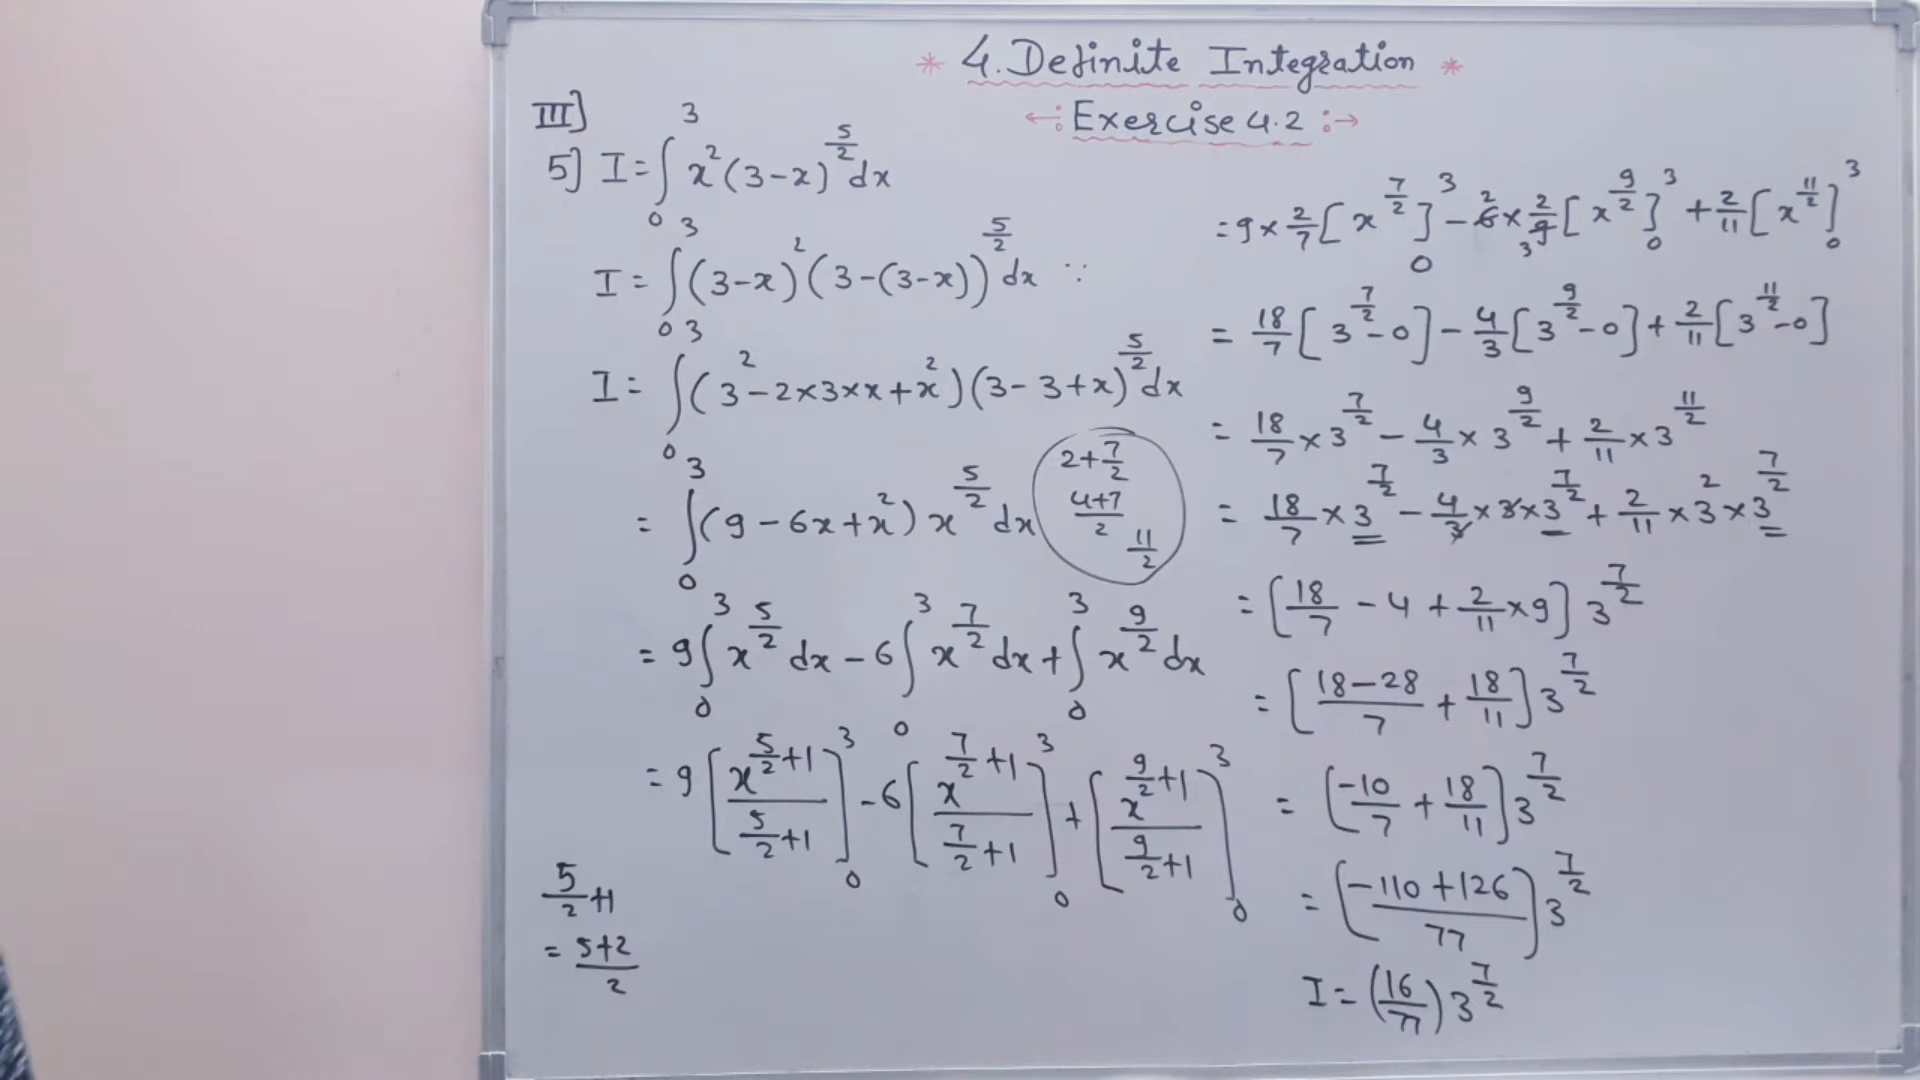 * 4. Definite Integration *
←: Exercise 4.2 :→
III]
5] I = ∫₀³ x²(3-x)^(5/2) dx
I = ∫₀³ (3-x)²(3-(3-x))^(5/2) dx ∵
I = ∫₀³ (3²-2×3×x+x²)(3-3+x)^(5/2) dx
= ∫₀³ (9-6x+x²) x^(5/2) dx
2+7/2
(4+7)/2
11/2
= 9∫₀³ x^(5/2) dx - 6∫₀³ x^(7/2) dx + ∫₀³ x^(9/2) dx
= 9[x^(5/2+1)/(5/2+1)]₀³ - 6[x^(7/2+1)/(7/2+1)]₀³ + [x^(9/2+1)/(9/2+1)]₀³
5/2+1
= (5+2)/2
= 9×2/7[x^(7/2)]₀³ - 6̸ 2×2/9̸ 3[x^(9/2)]₀³ + 2/11[x^(11/2)]₀³
= 18/7[3^(7/2)-0] - 4/3[3^(9/2)-0] + 2/11[3^(11/2)-0]
= 18/7×3^(7/2) - 4/3×3^(9/2) + 2/11×3^(11/2)
= 18/7×3^(7/2) - 4/3̸×3̸×3^(7/2) + 2/11×3²×3^(7/2)
= [18/7 - 4 + 2/11×9] 3^(7/2)
= [(18-28)/7 + 18/11] 3^(7/2)
= [-10/7 + 18/11] 3^(7/2)
= [(-110+126)/77] 3^(7/2)
I = (16/77) 3^(7/2)